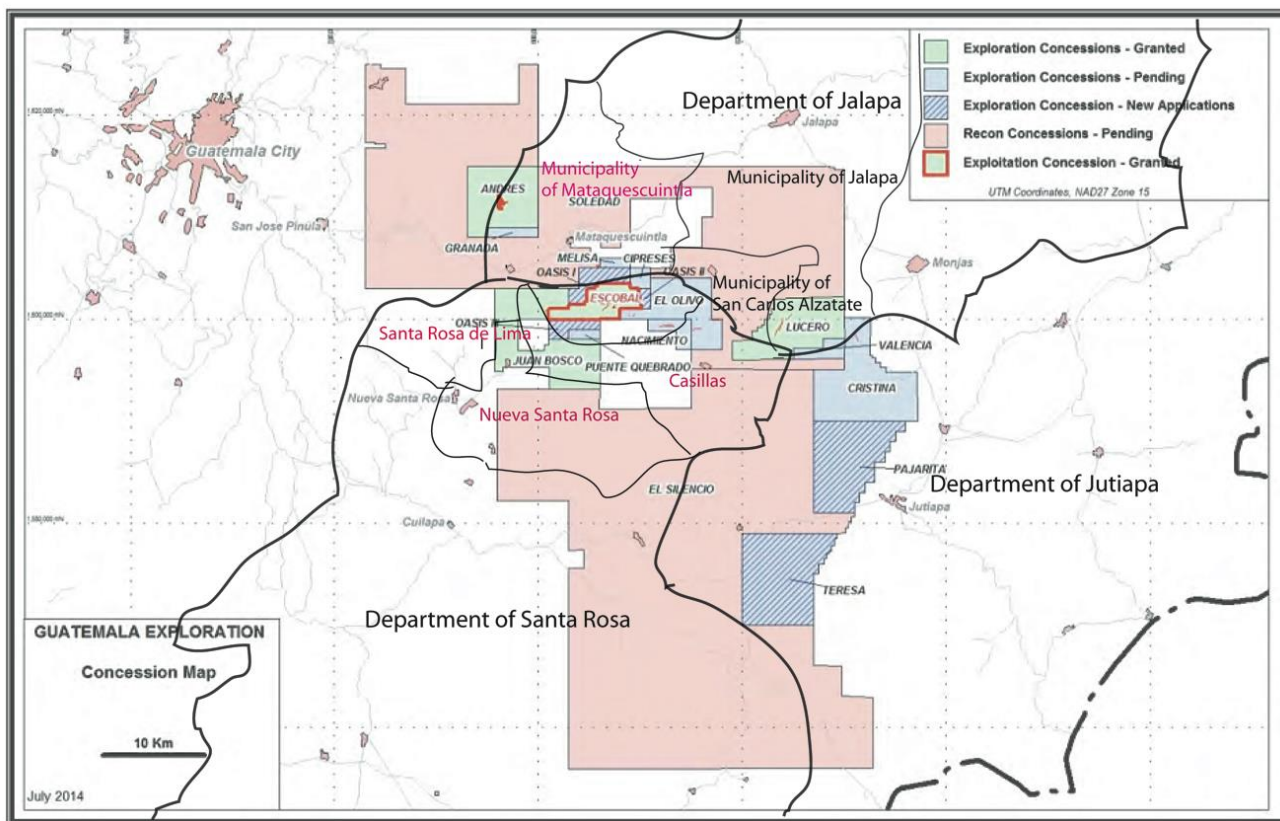 Exploration Concessions - Granted
Exploration Concessions - Pending
Exploration Concession - New Applications
Recon Concessions - Pending
Exploitation Concession - Granted
UTM Coordinates, NAD27 Zone 15
Department of Jalapa
Jalapa
Guatemala City
Municipality
of Mataquescuintla
Municipality of Jalapa
ANDRES
SOLEDAD
San Jose Pinula
GRANADA
Mataquescuintla
MELISA
CIPRESES
Monjas
OASIS I
OASIS II
Municipality of
San Carlos Alzatate
ESCOBAL
EL OLIVO
OASIS III
LUCERO
Santa Rosa de Lima
NACIMIENTO
VALENCIA
JUAN BOSCO
PUENTE QUEBRADO
Casillas
CRISTINA
Nueva Santa Rosa
Nueva Santa Rosa
PAJARITA
EL SILENCIO
Department of Jutiapa
Jutiapa
Cuilapa
TERESA
Department of Santa Rosa
GUATEMALA EXPLORATION
Concession Map
10 Km
July 2014